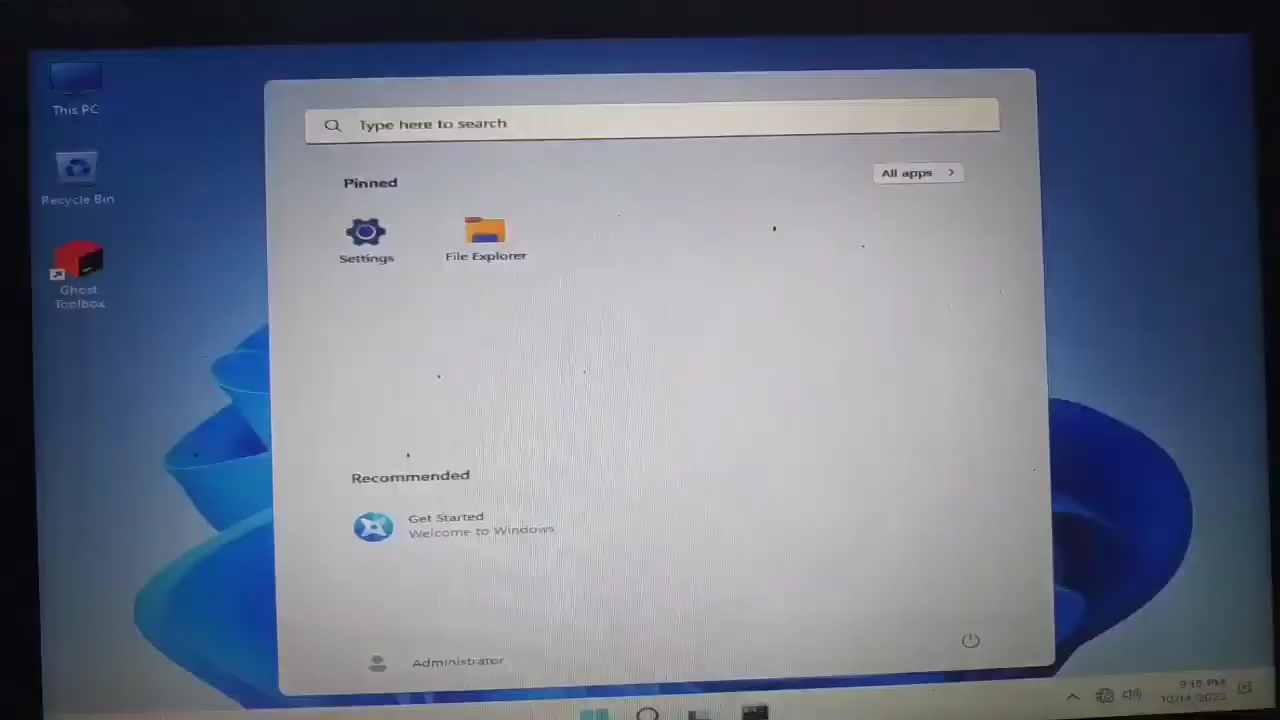 This PC
Recycle Bin
Ghost
Toolbox
Type here to search
Pinned
All apps
Settings
File Explorer
Recommended
Get Started
Welcome to Windows
Administrator
PM